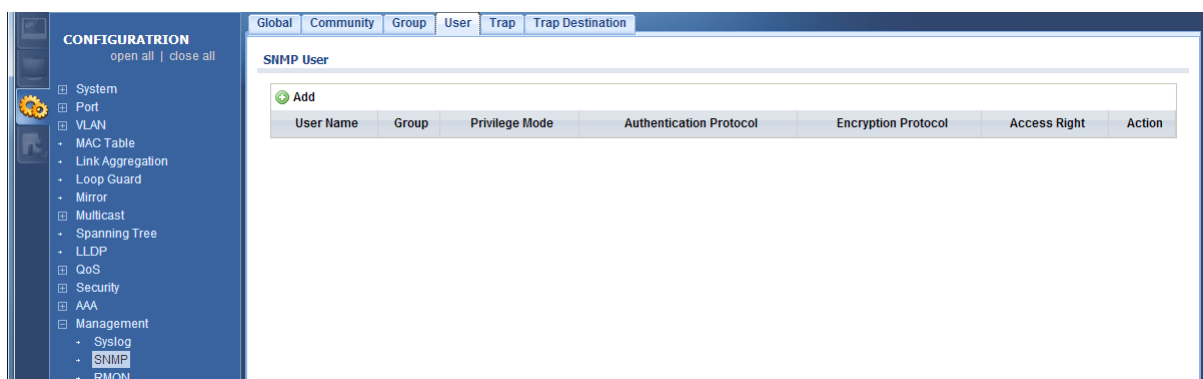 CONFIGURATRION
open all | close all
System
Port
VLAN
MAC Table
Link Aggregation
Loop Guard
Mirror
Multicast
Spanning Tree
LLDP
QoS
Security
AAA
Management
Syslog
SNMP
RMON
Global Community Group User Trap Trap Destination
SNMP User
Add
User Name Group Privilege Mode Authentication Protocol Encryption Protocol Access Right Action